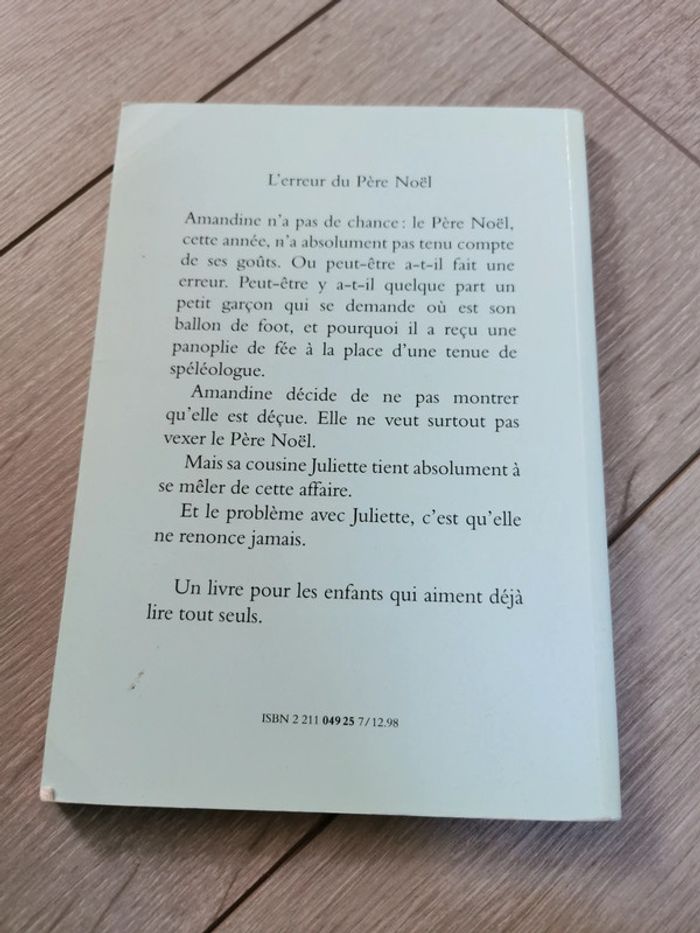 L'erreur du Père Noël
Amandine n'a pas de chance : le Père Noël,
cette année, n'a absolument pas tenu compte
de ses goûts. Ou peut-être a-t-il fait une
erreur. Peut-être y a-t-il quelque part un
petit garçon qui se demande où est son
ballon de foot, et pourquoi il a reçu une
panoplie de fée à la place d'une tenue de
spéléologue.
Amandine décide de ne pas montrer
qu'elle est déçue. Elle ne veut surtout pas
vexer le Père Noël.
Mais sa cousine Juliette tient absolument à
se mêler de cette affaire.
Et le problème avec Juliette, c'est qu'elle
ne renonce jamais.
Un livre pour les enfants qui aiment déjà
lire tout seuls.
ISBN 2 211 049 25 7/12.98